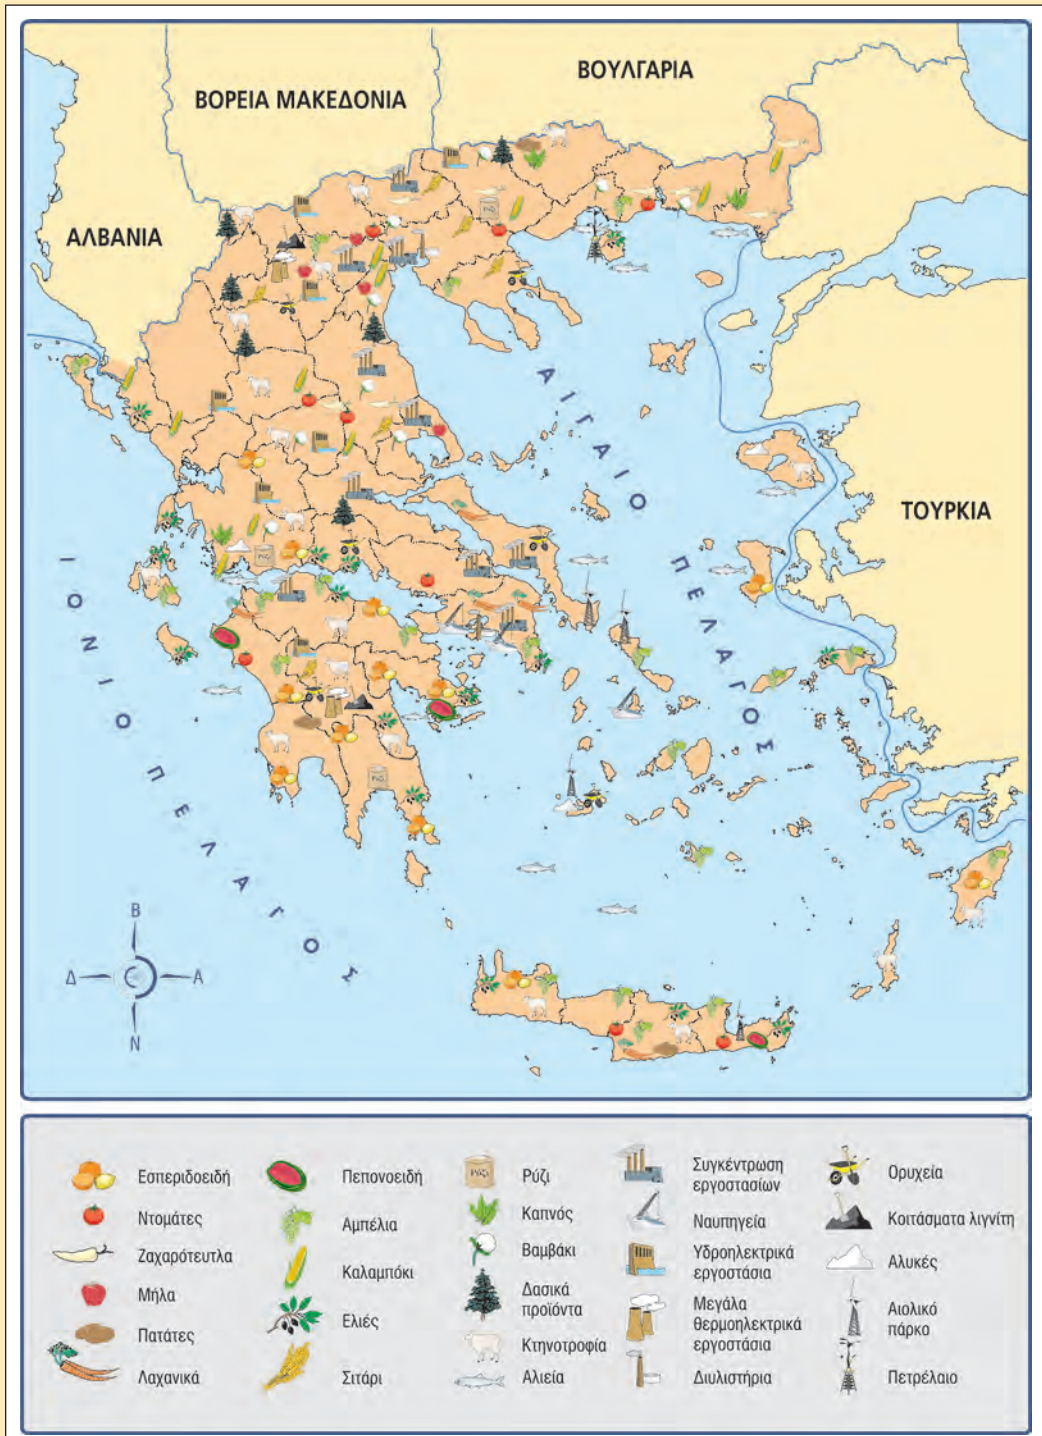 ΒΟΥΛΓΑΡΙΑ
ΒΟΡΕΙΑ ΜΑΚΕΔΟΝΙΑ
ΑΛΒΑΝΙΑ
ΤΟΥΡΚΙΑ
ΑΙΓΑΙΟ ΠΕΛΑΓΟΣ
ΙΟΝΙΟ ΠΕΛΑΓΟΣ
Β
Δ
Α
Ν
Εσπεριδοειδή
Ντομάτες
Ζαχαρότευτλα
Μήλα
Πατάτες
Λαχανικά
Πεπονοειδή
Αμπέλια
Καλαμπόκι
Ελιές
Σιτάρι
ΡΥΖΙ
Ρύζι
Καπνός
Βαμβάκι
Δασικά
προϊόντα
Κτηνοτροφία
Αλιεία
Συγκέντρωση
εργοστασίων
Ναυπηγεία
Υδροηλεκτρικά
εργοστάσια
Μεγάλα
θερμοηλεκτρικά
εργοστάσια
Διυλιστήρια
Ορυχεία
Κοιτάσματα λιγνίτη
Αλυκές
Αιολικό
πάρκο
Πετρέλαιο